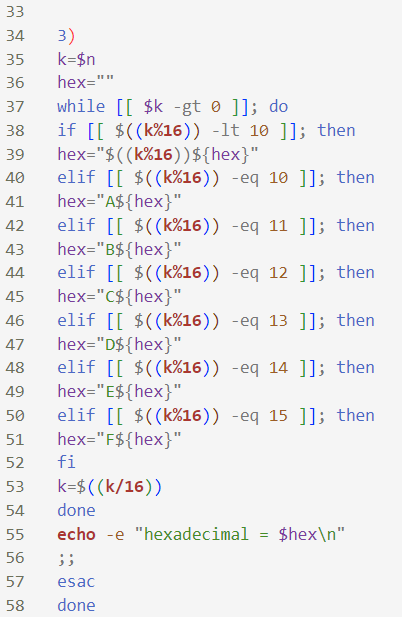 33
34 3)
35 k=$n
36 hex=""
37 while [[ $k -gt 0 ]]; do
38 if [[ $((k%16)) -lt 10 ]]; then
39 hex="$((k%16))${hex}"
40 elif [[ $((k%16)) -eq 10 ]]; then
41 hex="A${hex}"
42 elif [[ $((k%16)) -eq 11 ]]; then
43 hex="B${hex}"
44 elif [[ $((k%16)) -eq 12 ]]; then
45 hex="C${hex}"
46 elif [[ $((k%16)) -eq 13 ]]; then
47 hex="D${hex}"
48 elif [[ $((k%16)) -eq 14 ]]; then
49 hex="E${hex}"
50 elif [[ $((k%16)) -eq 15 ]]; then
51 hex="F${hex}"
52 fi
53 k=$((k/16))
54 done
55 echo -e "hexadecimal = $hex\n"
56 ;;
57 esac
58 done